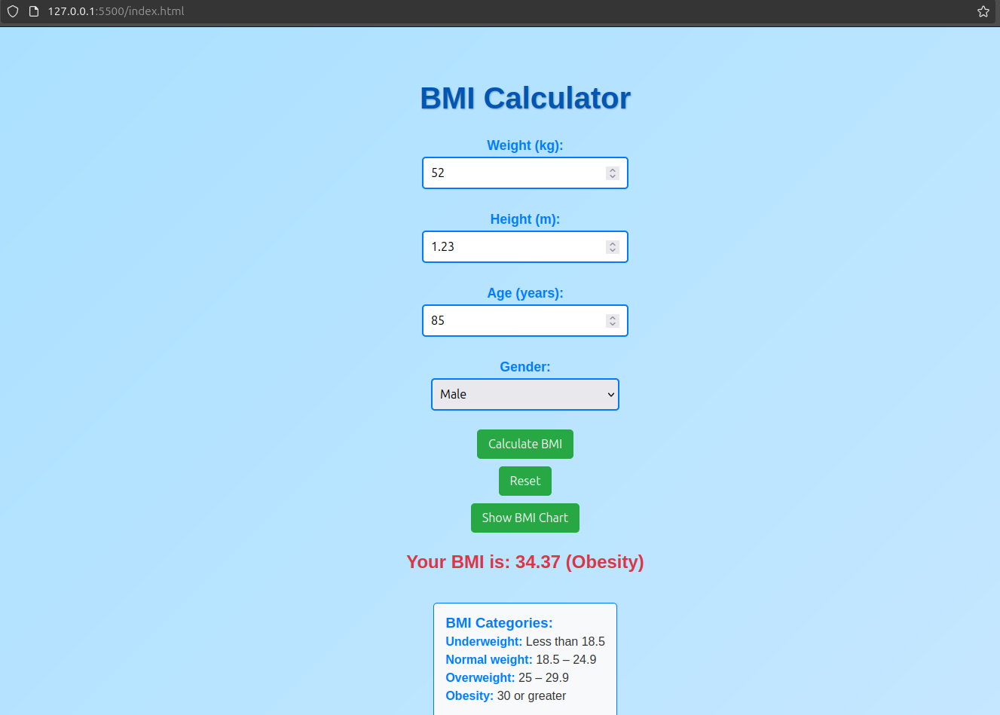 127.0.0.1:5500/index.html
BMI Calculator
Weight (kg):
52
Height (m):
1.23
Age (years):
85
Gender:
Male
Calculate BMI
Reset
Show BMI Chart
Your BMI is: 34.37 (Obesity)
BMI Categories:
Underweight: Less than 18.5
Normal weight: 18.5 – 24.9
Overweight: 25 – 29.9
Obesity: 30 or greater